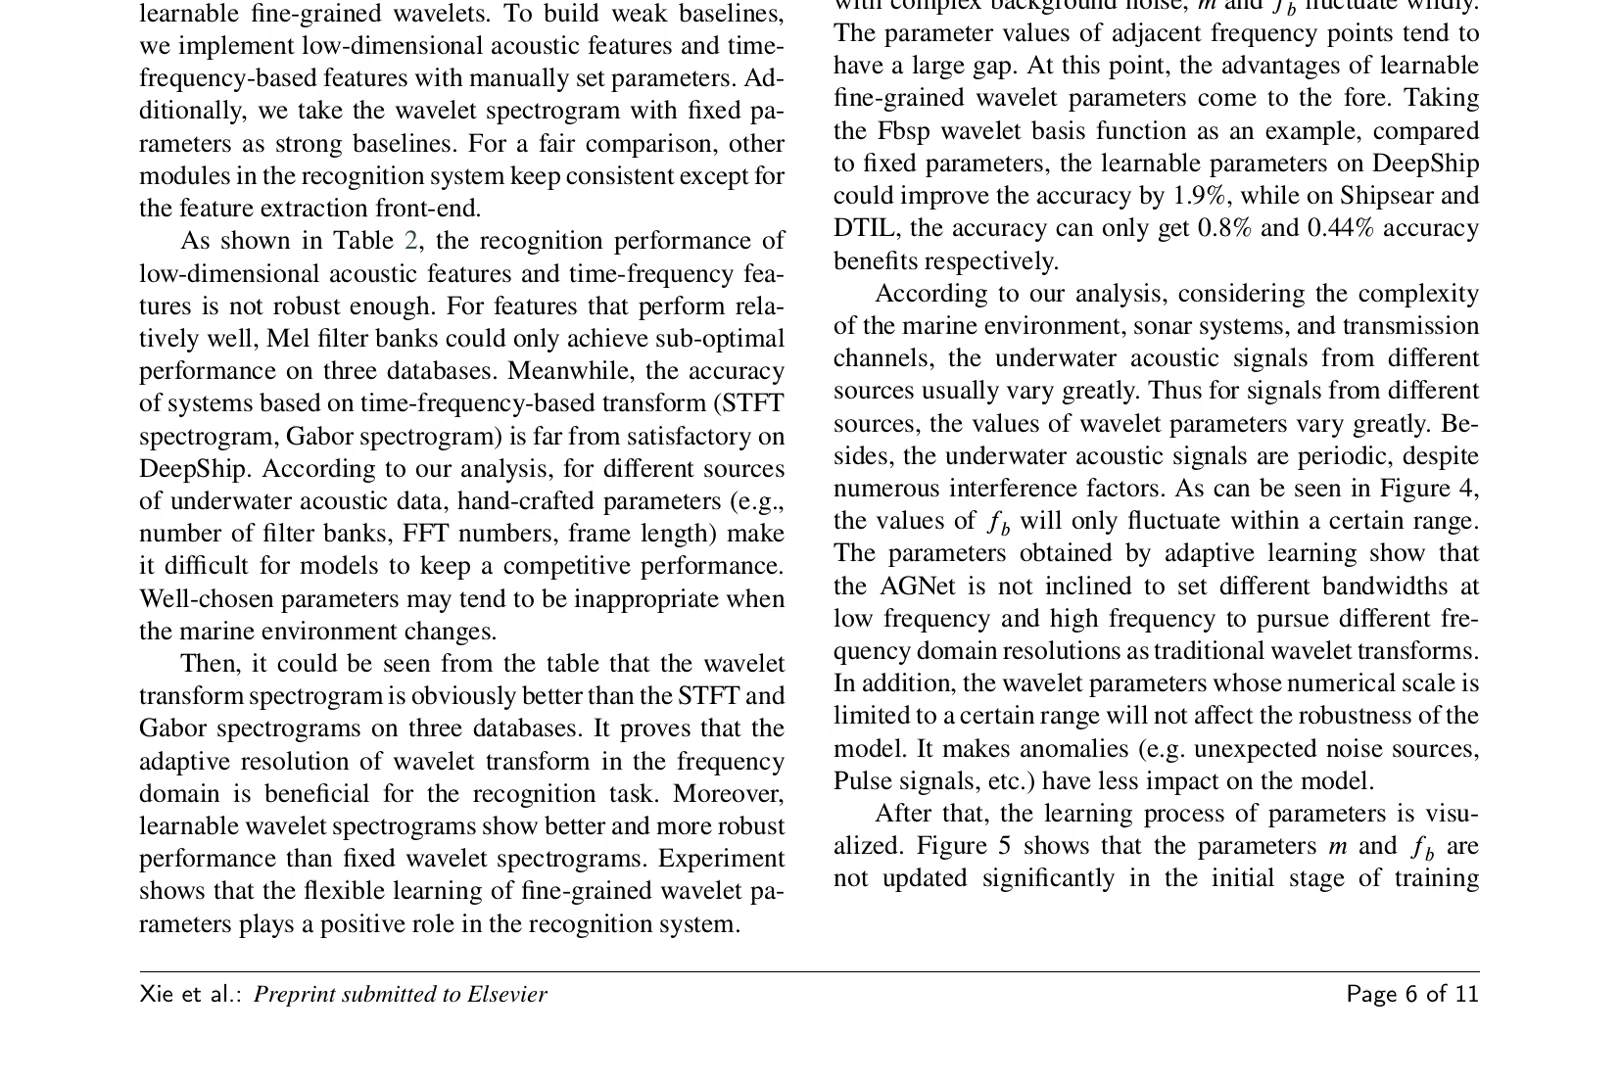 learnable fine-grained wavelets. To build weak baselines,
we implement low-dimensional acoustic features and time-
frequency-based features with manually set parameters. Ad-
ditionally, we take the wavelet spectrogram with fixed pa-
rameters as strong baselines. For a fair comparison, other
modules in the recognition system keep consistent except for
the feature extraction front-end.
As shown in Table 2, the recognition performance of
low-dimensional acoustic features and time-frequency fea-
tures is not robust enough. For features that perform rela-
tively well, Mel filter banks could only achieve sub-optimal
performance on three databases. Meanwhile, the accuracy
of systems based on time-frequency-based transform (STFT
spectrogram, Gabor spectrogram) is far from satisfactory on
DeepShip. According to our analysis, for different sources
of underwater acoustic data, hand-crafted parameters (e.g.,
number of filter banks, FFT numbers, frame length) make
it difficult for models to keep a competitive performance.
Well-chosen parameters may tend to be inappropriate when
the marine environment changes.
Then, it could be seen from the table that the wavelet
transform spectrogram is obviously better than the STFT and
Gabor spectrograms on three databases. It proves that the
adaptive resolution of wavelet transform in the frequency
domain is beneficial for the recognition task. Moreover,
learnable wavelet spectrograms show better and more robust
performance than fixed wavelet spectrograms. Experiment
shows that the flexible learning of fine-grained wavelet pa-
rameters plays a positive role in the recognition system.
with complex background noise, m and f_b fluctuate wildly.
The parameter values of adjacent frequency points tend to
have a large gap. At this point, the advantages of learnable
fine-grained wavelet parameters come to the fore. Taking
the Fbsp wavelet basis function as an example, compared
to fixed parameters, the learnable parameters on DeepShip
could improve the accuracy by 1.9%, while on Shipsear and
DTIL, the accuracy can only get 0.8% and 0.44% accuracy
benefits respectively.
According to our analysis, considering the complexity
of the marine environment, sonar systems, and transmission
channels, the underwater acoustic signals from different
sources usually vary greatly. Thus for signals from different
sources, the values of wavelet parameters vary greatly. Be-
sides, the underwater acoustic signals are periodic, despite
numerous interference factors. As can be seen in Figure 4,
the values of f_b will only fluctuate within a certain range.
The parameters obtained by adaptive learning show that
the AGNet is not inclined to set different bandwidths at
low frequency and high frequency to pursue different fre-
quency domain resolutions as traditional wavelet transforms.
In addition, the wavelet parameters whose numerical scale is
limited to a certain range will not affect the robustness of the
model. It makes anomalies (e.g. unexpected noise sources,
Pulse signals, etc.) have less impact on the model.
After that, the learning process of parameters is visu-
alized. Figure 5 shows that the parameters m and f_b are
not updated significantly in the initial stage of training
Xie et al.: Preprint submitted to Elsevier
Page 6 of 11